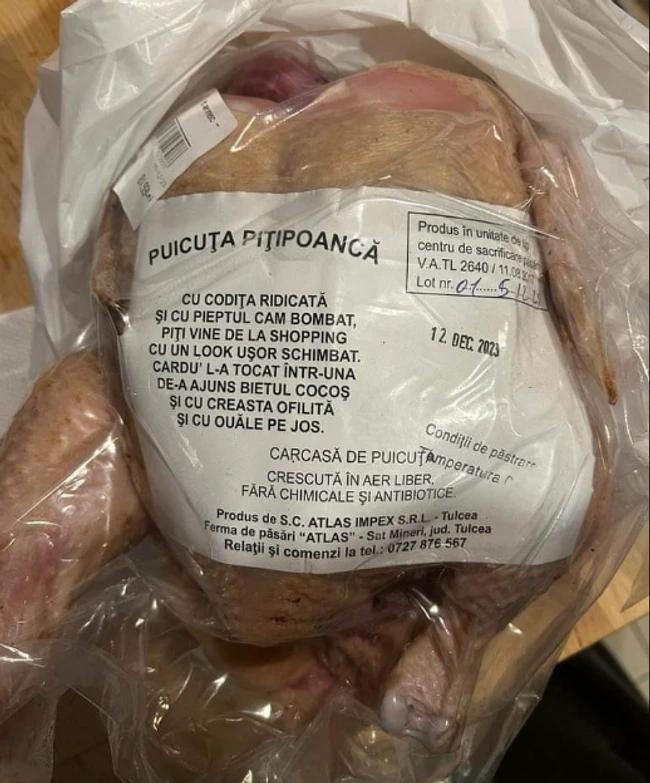 PUICUȚA PIȚIPOANCĂ
Produs în unitate de tip
centru de sacrificare
V.A.TL 2640 / 11.08
Lot nr. 01 5-12
12 DEC. 2023
CU CODIȚA RIDICATĂ
ȘI CU PIEPTUL CAM BOMBAT,
PIȚI VINE DE LA SHOPPING
CU UN LOOK UȘOR SCHIMBAT.
CARDU' L-A TOCAT ÎNTR-UNA
DE-A AJUNS BIETUL COCOȘ
ȘI CU CREASTA OFILITĂ
ȘI CU OUĂLE PE JOS.
CARCASĂ DE PUICUȚĂ
CRESCUTĂ ÎN AER LIBER,
FĂRĂ CHIMICALE ȘI ANTIBIOTICE.
Condiții de păstrare
Temperatura
Produs de S.C. ATLAS IMPEX S.R.L. - Tulcea
Ferma de păsări "ATLAS" - Sat Mineri, jud. Tulcea
Relații și comenzi la tel.: 0727 876 567